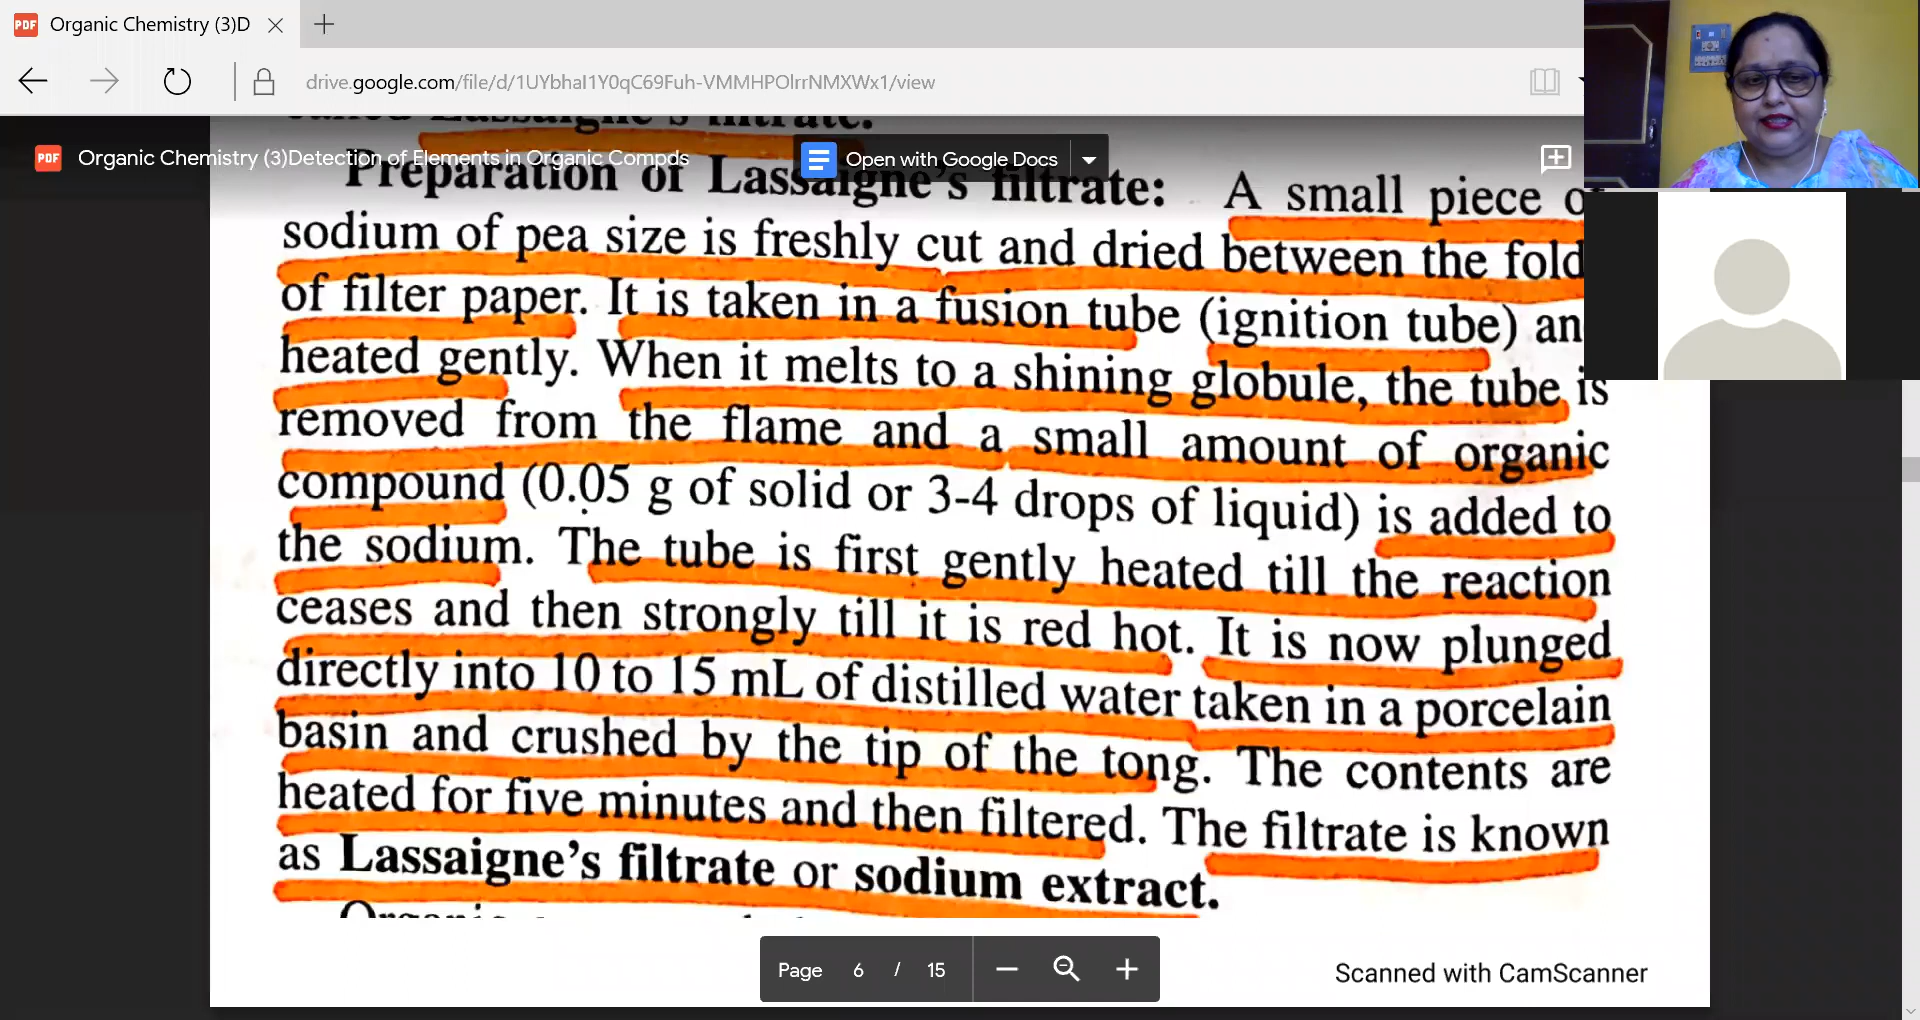 Organic Chemistry (3)D
drive.google.com/file/d/1UYbhaI1Y0qC69Fuh-VMMHPOlrrNMXWx1/view
PDF Organic Chemistry (3)Detection of Elements in Organic Compds
Open with Google Docs
Preparation of Lassaigne's filtrate: A small piece
sodium of pea size is freshly cut and dried between the fold
of filter paper. It is taken in a fusion tube (ignition tube) an
heated gently. When it melts to a shining globule, the tube is
removed from the flame and a small amount of organic
compound (0.05 g of solid or 3-4 drops of liquid) is added to
the sodium. The tube is first gently heated till the reaction
ceases and then strongly till it is red hot. It is now plunged
directly into 10 to 15 mL of distilled water taken in a porcelain
basin and crushed by the tip of the tong. The contents are
heated for five minutes and then filtered. The filtrate is known
as Lassaigne's filtrate or sodium extract.
Page 6 / 15
Scanned with CamScanner